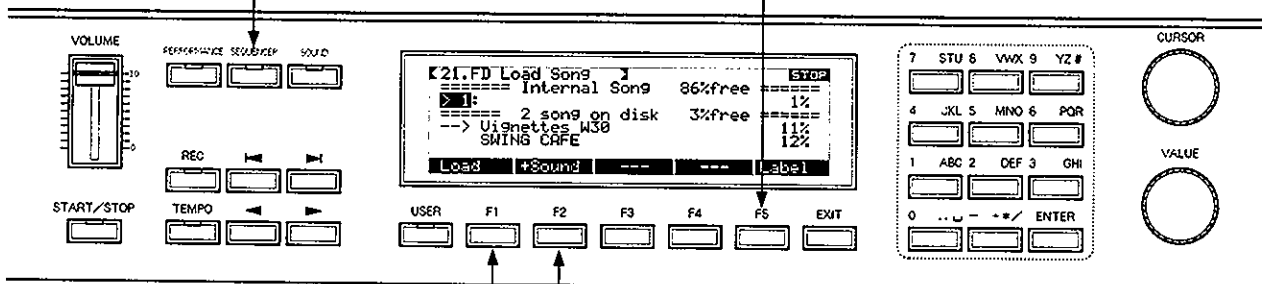 VOLUME
10
0
PERFORMANCE SEQUENCER SOUND
REC
START/STOP
TEMPO
21.FD Load Song STOP
======= Internal Song 86%free ======
> 1: 1%
====== 2 song on disk 3%free ======
--> Vignettes W30 11%
SWING CAFE 12%
Load +Sound --- --- Label
USER F1 F2 F3 F4 F5 EXIT
7 STU 8 VWX 9 YZ #
4 JKL 5 MNO 6 PQR
1 ABC 2 DEF 3 GHI
0 ..␣ - +*/ ENTER
CURSOR
VALUE